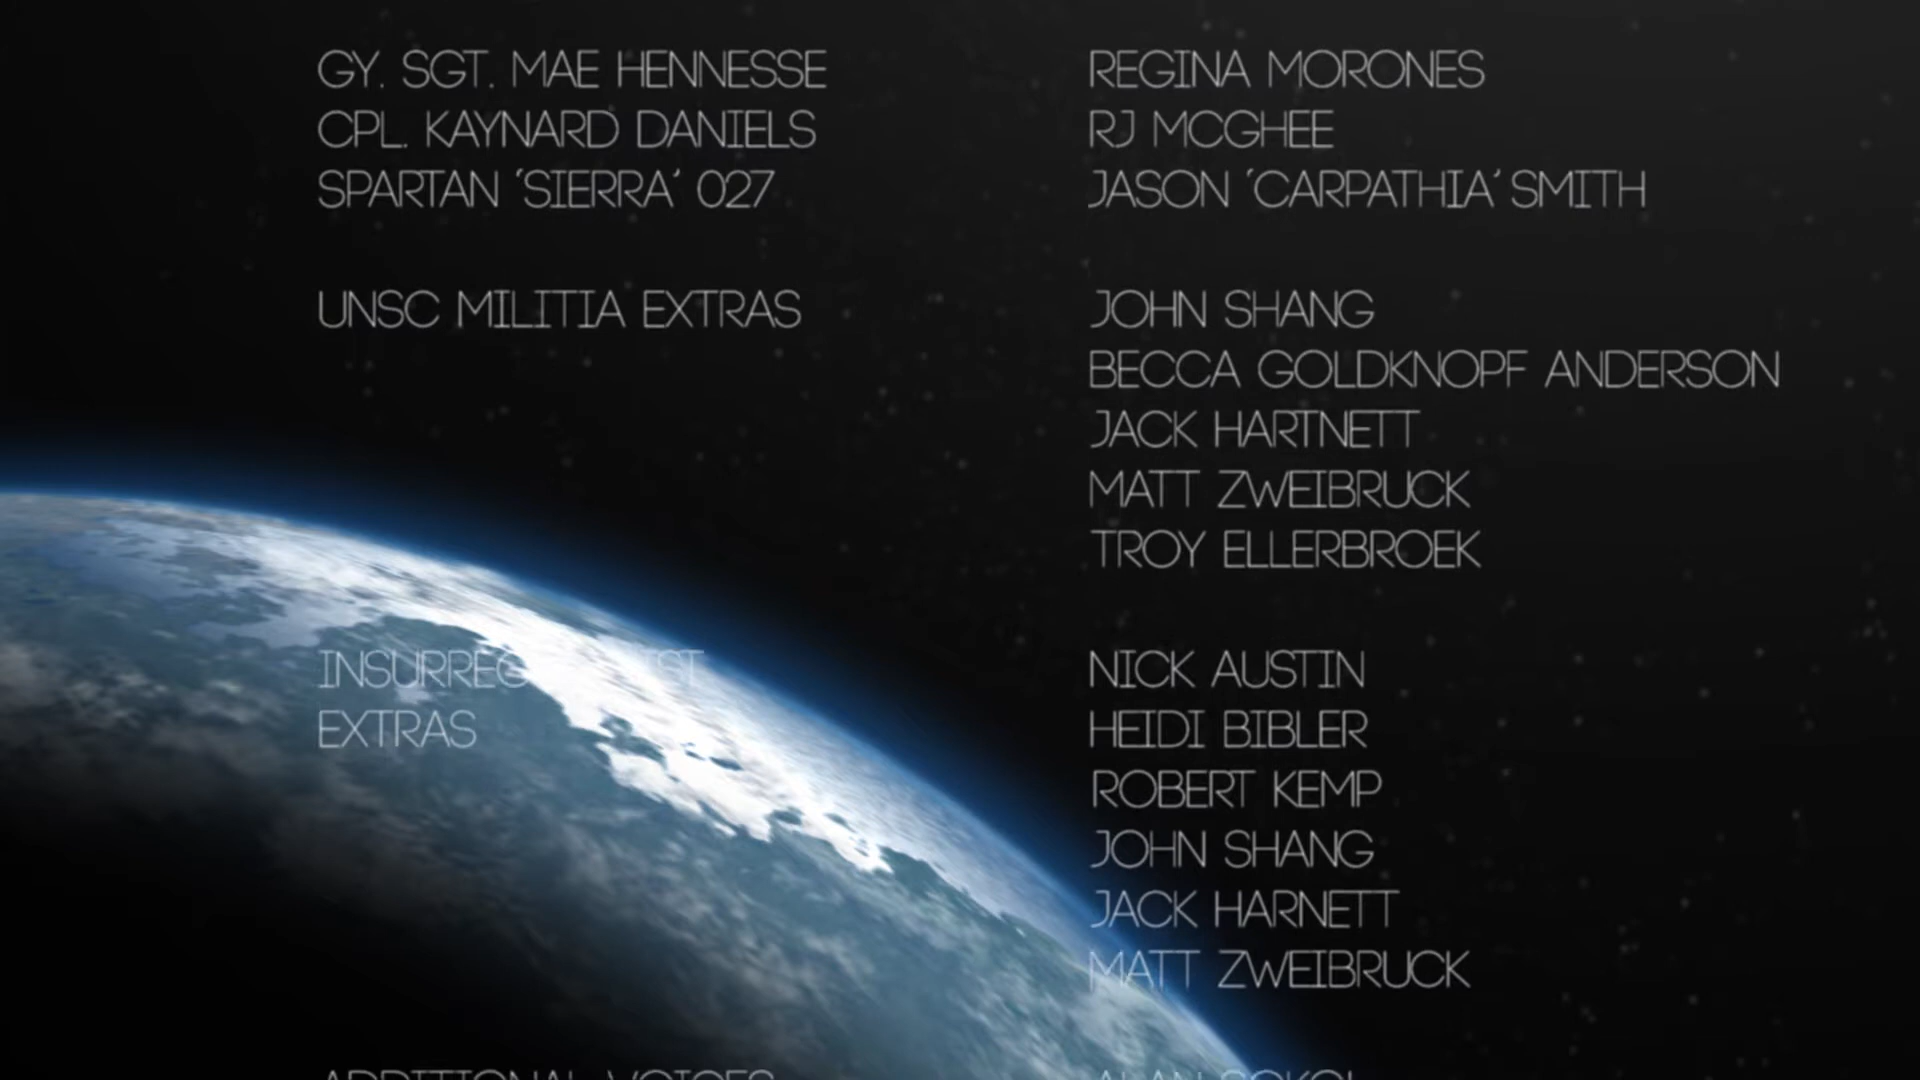 GY. SGT. MAE HENNESSE REGINA MORONES
CPL. KAYNARD DANIELS RJ MCGHEE
SPARTAN 'SIERRA' 027 JASON 'CARPATHIA' SMITH
UNSC MILITIA EXTRAS JOHN SHANG
BECCA GOLDKNOPF ANDERSON
JACK HARTNETT
MATT ZWEIBRUCK
TROY ELLERBROEK
NICK AUSTIN
EXTRAS HEIDI BIBLER
ROBERT KEMP
JOHN SHANG
JACK HARNETT
MATT ZWEIBRUCK
ADDITIONAL VOICES